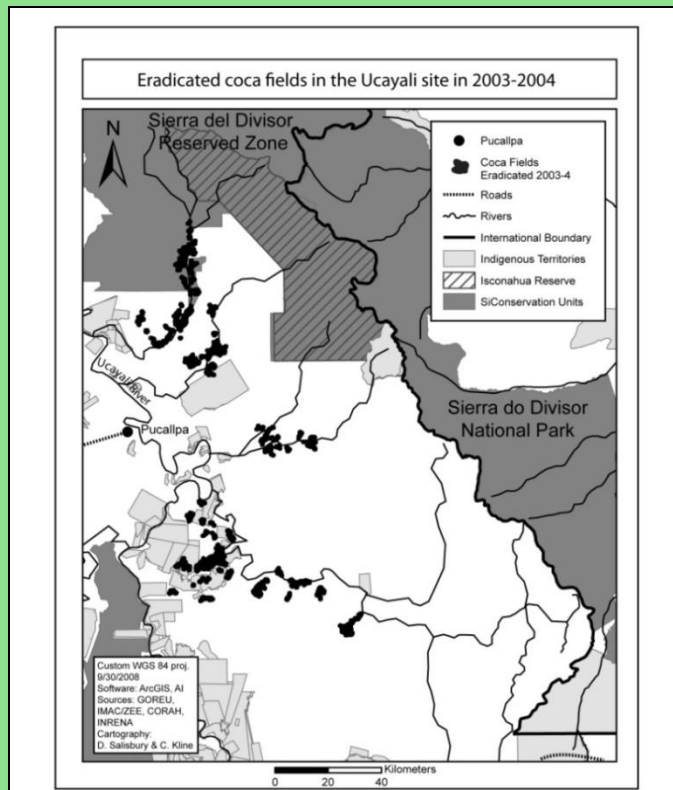 Eradicated coca fields in the Ucayali site in 2003-2004
Sierra del Divisor
Reserved Zone
N
Pucallpa
Coca Fields
Eradicated 2003-4
Roads
Rivers
International Boundary
Indigenous Territories
Isconahua Reserve
SiConservation Units
Ucayali River
Pucallpa
Sierra do Divisor
National Park
Custom WGS 84 proj.
9/30/2008
Software: ArcGIS, AI
Sources: GOREU,
IMAC/ZEE, CORAH,
INRENA
Cartography:
D. Salisbury & C. Kline
Kilometers
0 20 40